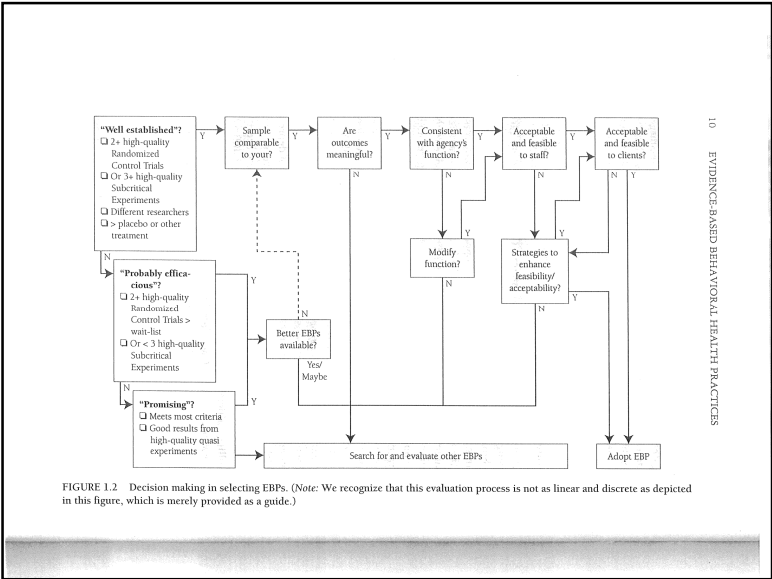 "Well established"?
❑ 2+ high-quality
Randomized
Control Trials
❑ Or 3+ high-quality
Subcritical
Experiments
❑ Different researchers
❑ > placebo or other
treatment
Y
N
Sample
comparable
to your?
Y
Are
outcomes
meaningful?
Y
N
Consistent
with agency's
function?
Y
N
Acceptable
and feasible
to staff?
Y
N
Acceptable
and feasible
to clients?
N
Y
Modify
function?
Y
N
Strategies to
enhance
feasibility/
acceptability?
Y
Y
N
"Probably effica-
cious"?
❑ 2+ high-quality
Randomized
Control Trials >
wait-list
❑ Or < 3 high-quality
Subcritical
Experiments
Y
N
Better EBPs
available?
N
Yes/
Maybe
"Promising"?
❑ Meets most criteria
❑ Good results from
high-quality quasi
experiments
Y
Search for and evaluate other EBPs
Adopt EBP
FIGURE 1.2 Decision making in selecting EBPs. (Note: We recognize that this evaluation process is not as linear and discrete as depicted
in this figure, which is merely provided as a guide.)
10 EVIDENCE-BASED BEHAVIORAL HEALTH PRACTICES